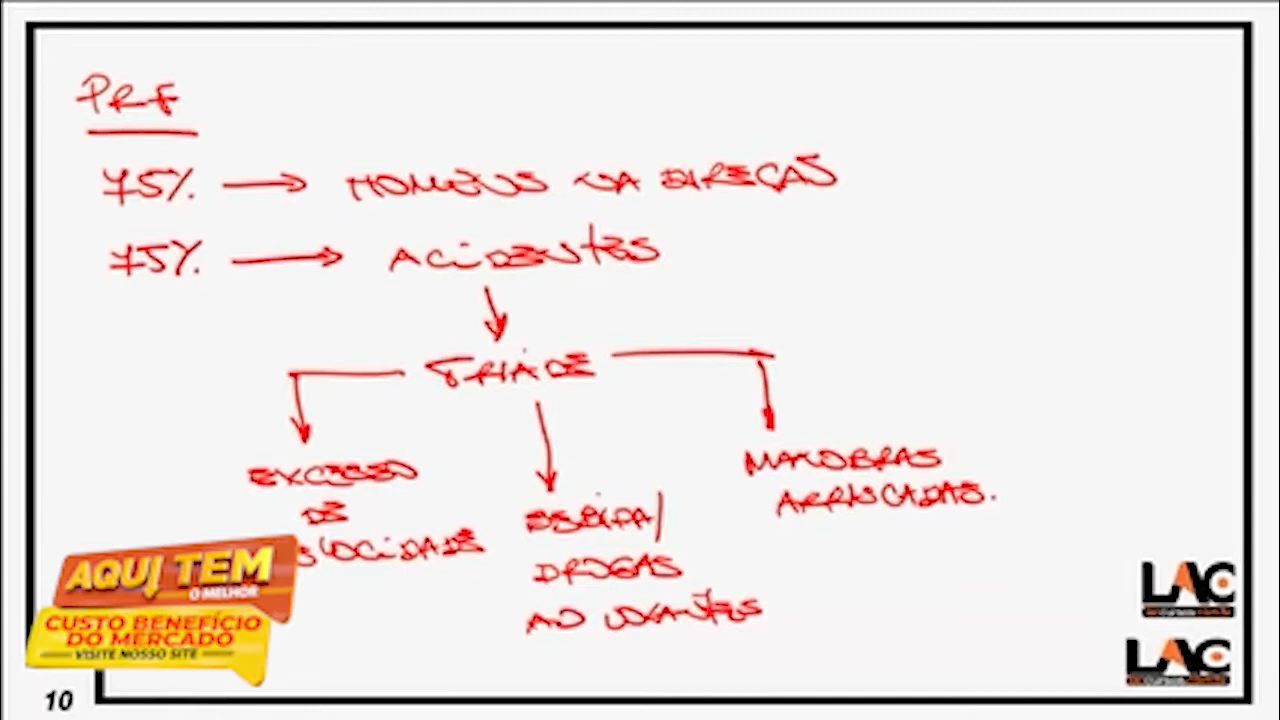 PRF
75% → HOMENS NA DIREÇÃO
75% → ACIDENTES
TRÍADE
EXCESSO
DE
VELOCIDADE
BEBIDA/
DROGAS
AO VOLANTES
MANOBRAS
ARRISCADAS.
AQUI TEM
O MELHOR
CUSTO BENEFÍCIO
DO MERCADO
VISITE NOSSO SITE
LAC
LAC
10